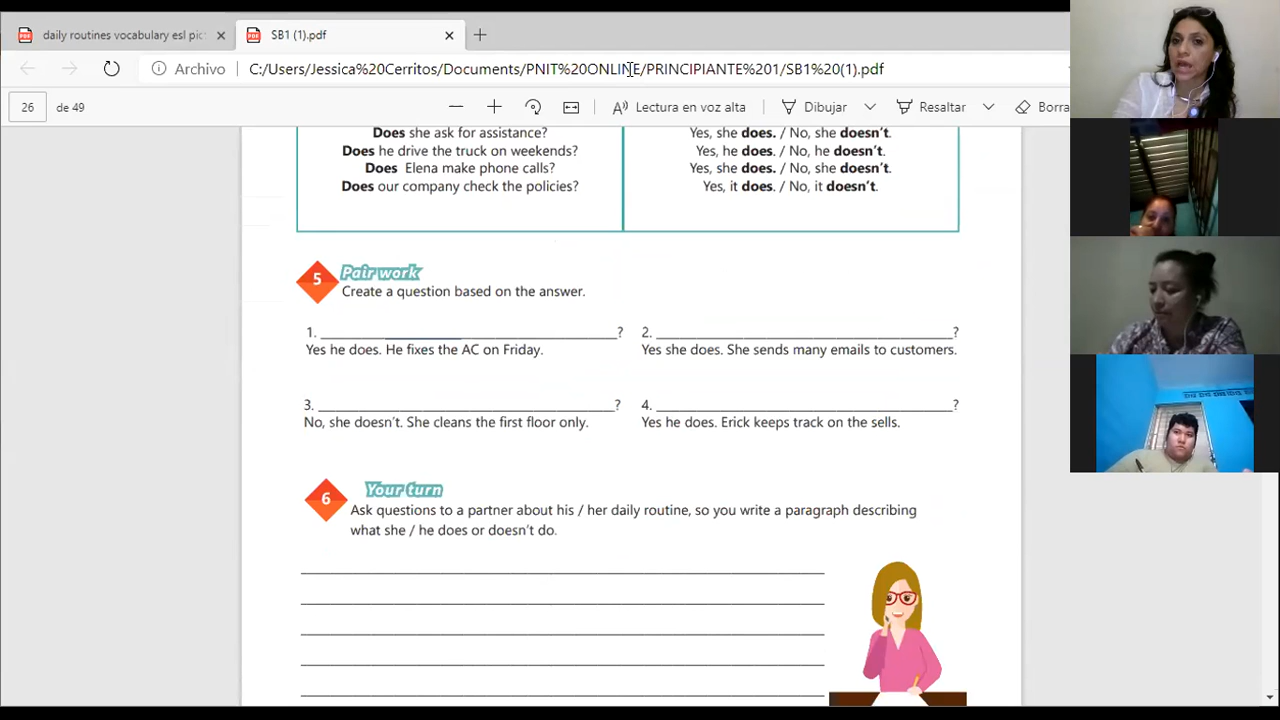 daily routines vocabulary esl pic
SB1 (1).pdf
Archivo
C:/Users/Jessica%20Cerritos/Documents/PNIT%20ONLINE/PRINCIPIANTE%201/SB1%20(1).pdf
26 de 49
Lectura en voz alta
Dibujar
Resaltar
Borra
Does she ask for assistance?
Does he drive the truck on weekends?
Does Elena make phone calls?
Does our company check the policies?
Yes, she does. / No, she doesn't.
Yes, he does. / No, he doesn't.
Yes, she does. / No, she doesn't.
Yes, it does. / No, it doesn't.
5 Pair work
Create a question based on the answer.
1. ______________________________?
Yes he does. He fixes the AC on Friday.
2. ______________________________?
Yes she does. She sends many emails to customers.
3. ______________________________?
No, she doesn't. She cleans the first floor only.
4. ______________________________?
Yes he does. Erick keeps track on the sells.
6 Your turn
Ask questions to a partner about his / her daily routine, so you write a paragraph describing
what she / he does or doesn't do.